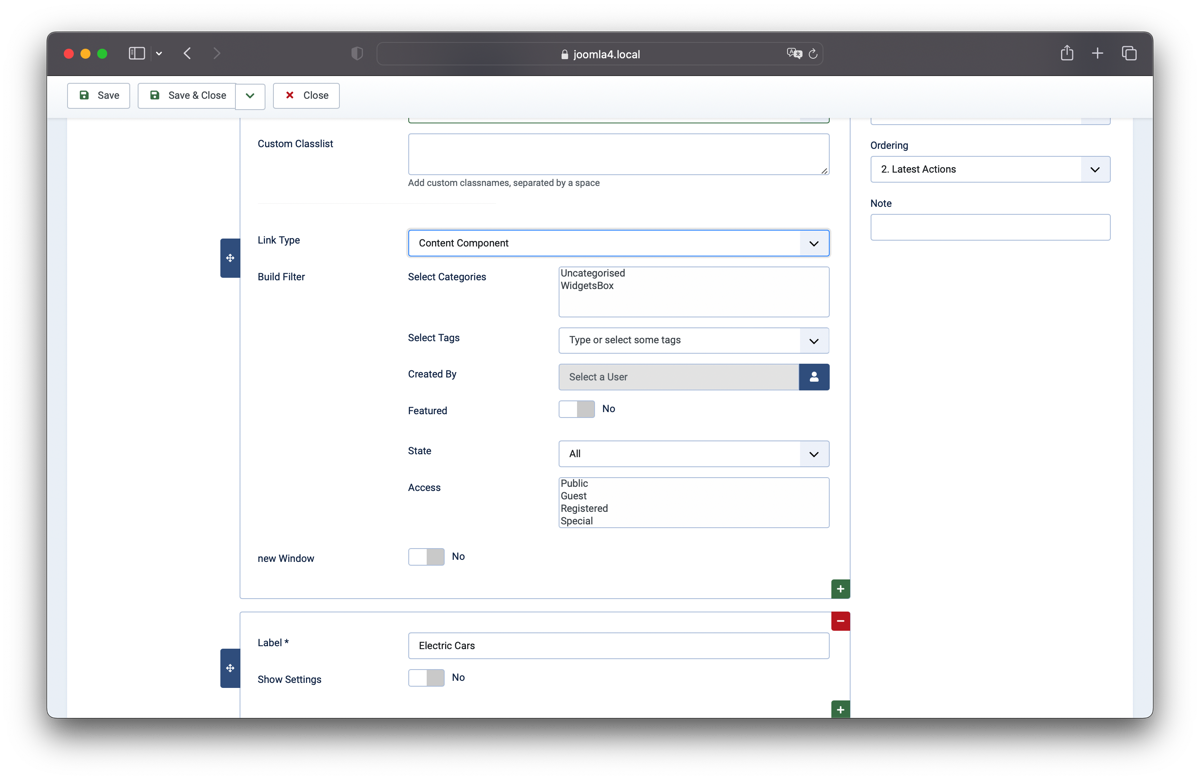 joomla4.local
Save
Save & Close
Close
Custom Classlist
Add custom classnames, separated by a space
Ordering
2. Latest Actions
Note
Link Type
Content Component
Build Filter
Select Categories
Uncategorised
WidgetsBox
Select Tags
Type or select some tags
Created By
Select a User
Featured
No
State
All
Access
Public
Guest
Registered
Special
new Window
No
Label *
Electric Cars
Show Settings
No